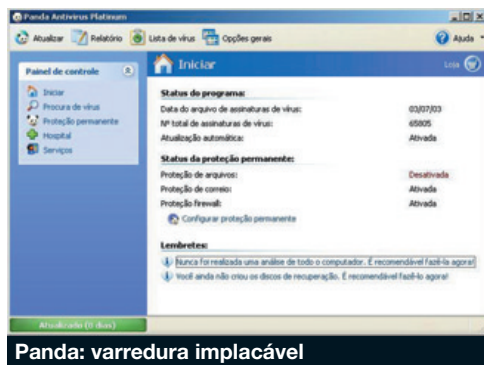 Panda Antivirus Platinum
Atualizar Relatório Lista de vírus Opções gerais Ajuda
Painel de controle
Iniciar
Procura de vírus
Proteção permanente
Hospital
Serviços
Iniciar
Loja
Status do programa:
Data do arquivo de assinaturas de vírus: 03/07/03
Nº total de assinaturas de vírus: 65805
Atualização automática: Ativada
Status da proteção permanente:
Proteção de arquivos: Desativada
Proteção de correio: Ativada
Proteção firewall: Ativada
Configurar proteção permanente
Lembretes:
Nunca foi realizada uma análise de todo o computador. É recomendável fazê-la agora!
Você ainda não criou os discos de recuperação. É recomendável fazê-lo agora!
Atualizado (0 dias)
Panda: varredura implacável